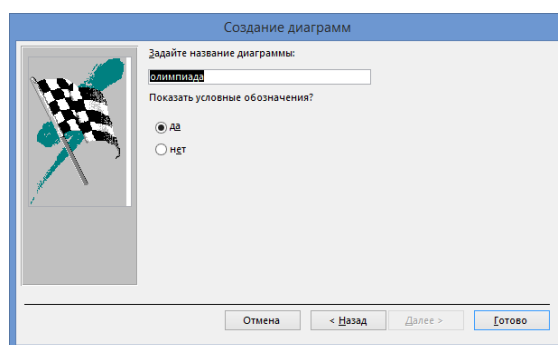 Создание диаграмм
Задайте название диаграммы:
олимпиада
Показать условные обозначения?
да
нет
Отмена
< Назад
Далее >
Готово